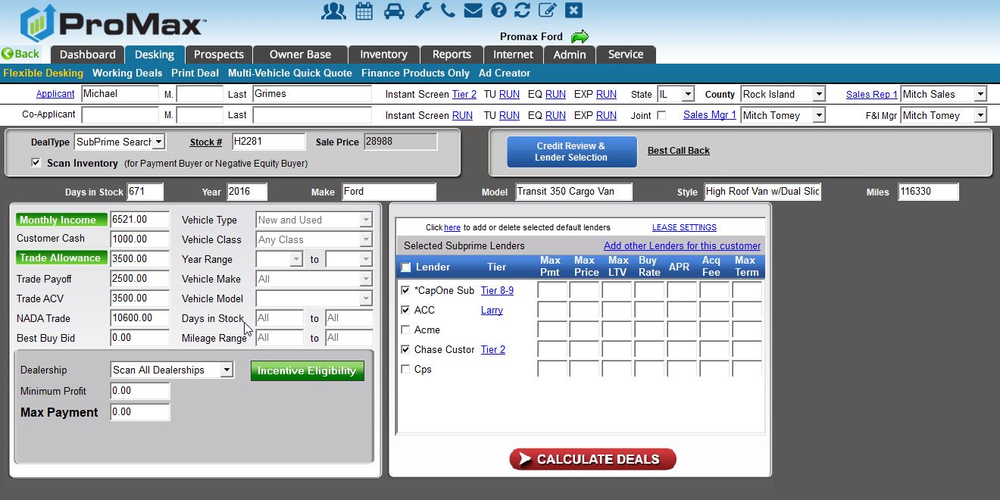 ProMax™
Promax Ford
Back Dashboard Desking Prospects Owner Base Inventory Reports Internet Admin Service
Flexible Desking Working Deals Print Deal Multi-Vehicle Quick Quote Finance Products Only Ad Creator
Applicant Michael M. Last Grimes Instant Screen Tier 2 TU RUN EQ RUN EXP RUN State IL County Rock Island Sales Rep 1 Mitch Sales
Co-Applicant M. Last Instant Screen RUN TU RUN EQ RUN EXP RUN Joint Sales Mgr 1 Mitch Tomey F&I Mgr Mitch Tomey
DealType SubPrime Search Stock # H2281 Sale Price 28988
Scan Inventory (for Payment Buyer or Negative Equity Buyer)
Credit Review &
Lender Selection
Best Call Back
Days in Stock 671 Year 2016 Make Ford Model Transit 350 Cargo Van Style High Roof Van w/Dual Slid Miles 116330
Monthly Income 6521.00 Vehicle Type New and Used
Customer Cash 1000.00 Vehicle Class Any Class
Trade Allowance 3500.00 Year Range to
Trade Payoff 2500.00 Vehicle Make All
Trade ACV 3500.00 Vehicle Model
NADA Trade 10600.00 Days in Stock All to All
Best Buy Bid 0.00 Mileage Range All to All
Dealership Scan All Dealerships Incentive Eligibility
Minimum Profit 0.00
Max Payment 0.00
Click here to add or delete selected default lenders LEASE SETTINGS
Selected Subprime Lenders Add other Lenders for this customer
Lender Tier Max Pmt Max Price Max LTV Buy Rate APR Acq Fee Max Term
*CapOne Sub Tier 8-9
ACC Larry
Acme
Chase Custor Tier 2
Cps
CALCULATE DEALS